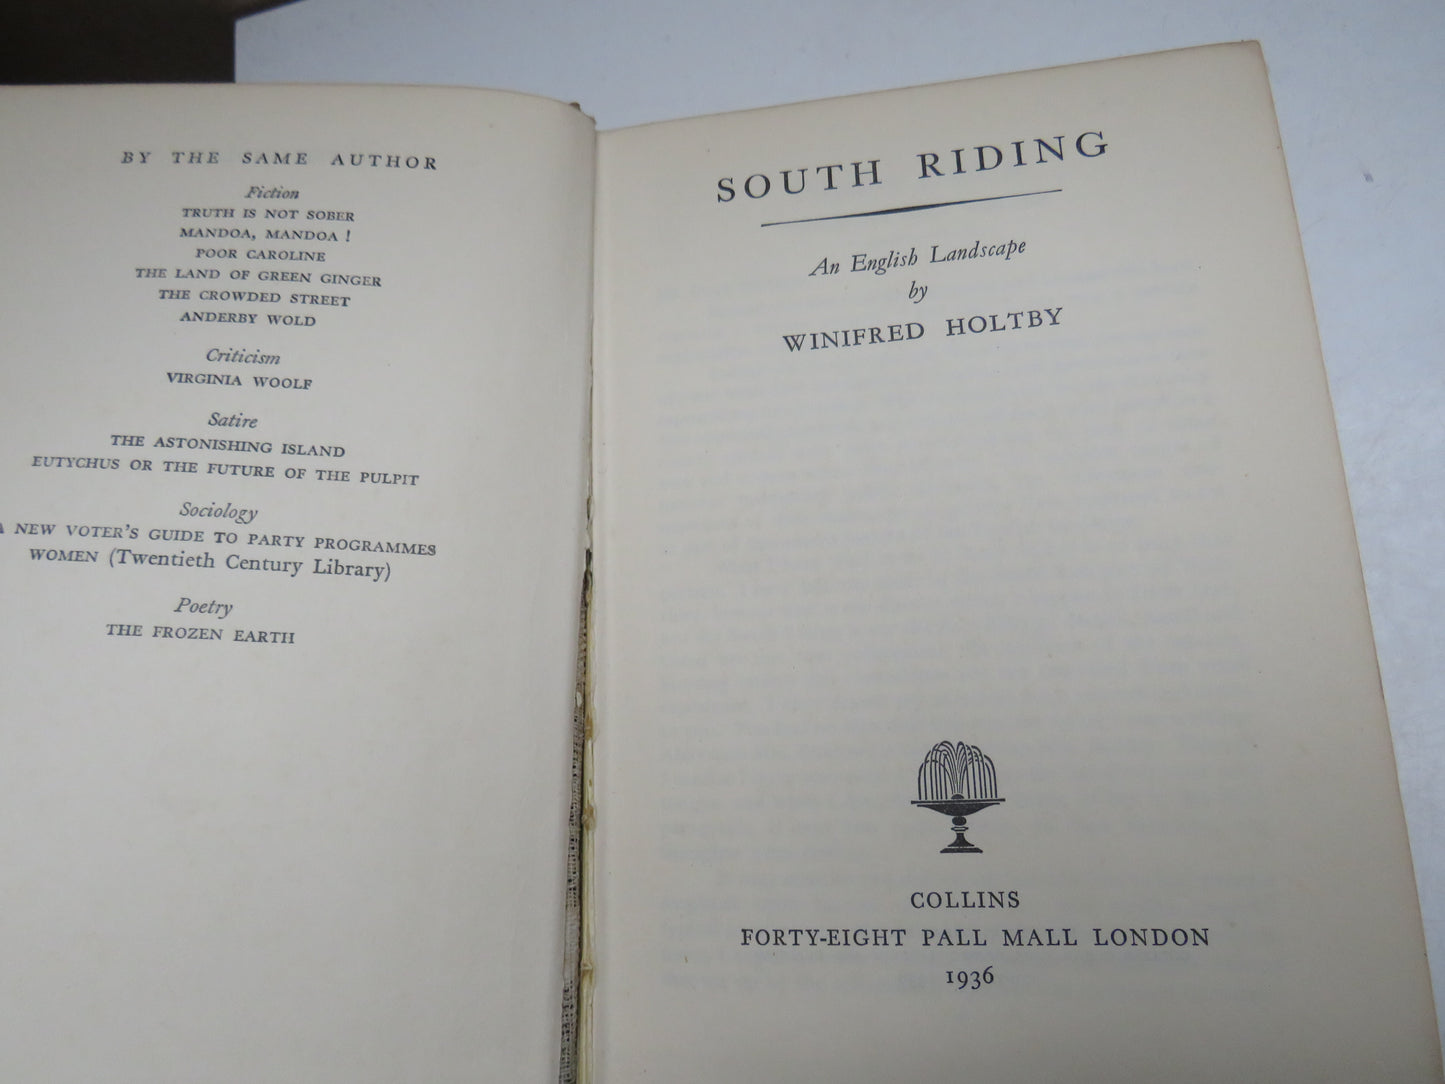 BY THE SAME AUTHOR
Fiction
TRUTH IS NOT SOBER
MANDOA, MANDOA !
POOR CAROLINE
THE LAND OF GREEN GINGER
THE CROWDED STREET
ANDERBY WOLD
Criticism
VIRGINIA WOOLF
Satire
THE ASTONISHING ISLAND
EUTYCHUS OR THE FUTURE OF THE PULPIT
Sociology
A NEW VOTER'S GUIDE TO PARTY PROGRAMMES
WOMEN (Twentieth Century Library)
Poetry
THE FROZEN EARTH
SOUTH RIDING
An English Landscape
by
WINIFRED HOLTBY
COLLINS
FORTY-EIGHT PALL MALL LONDON
1936